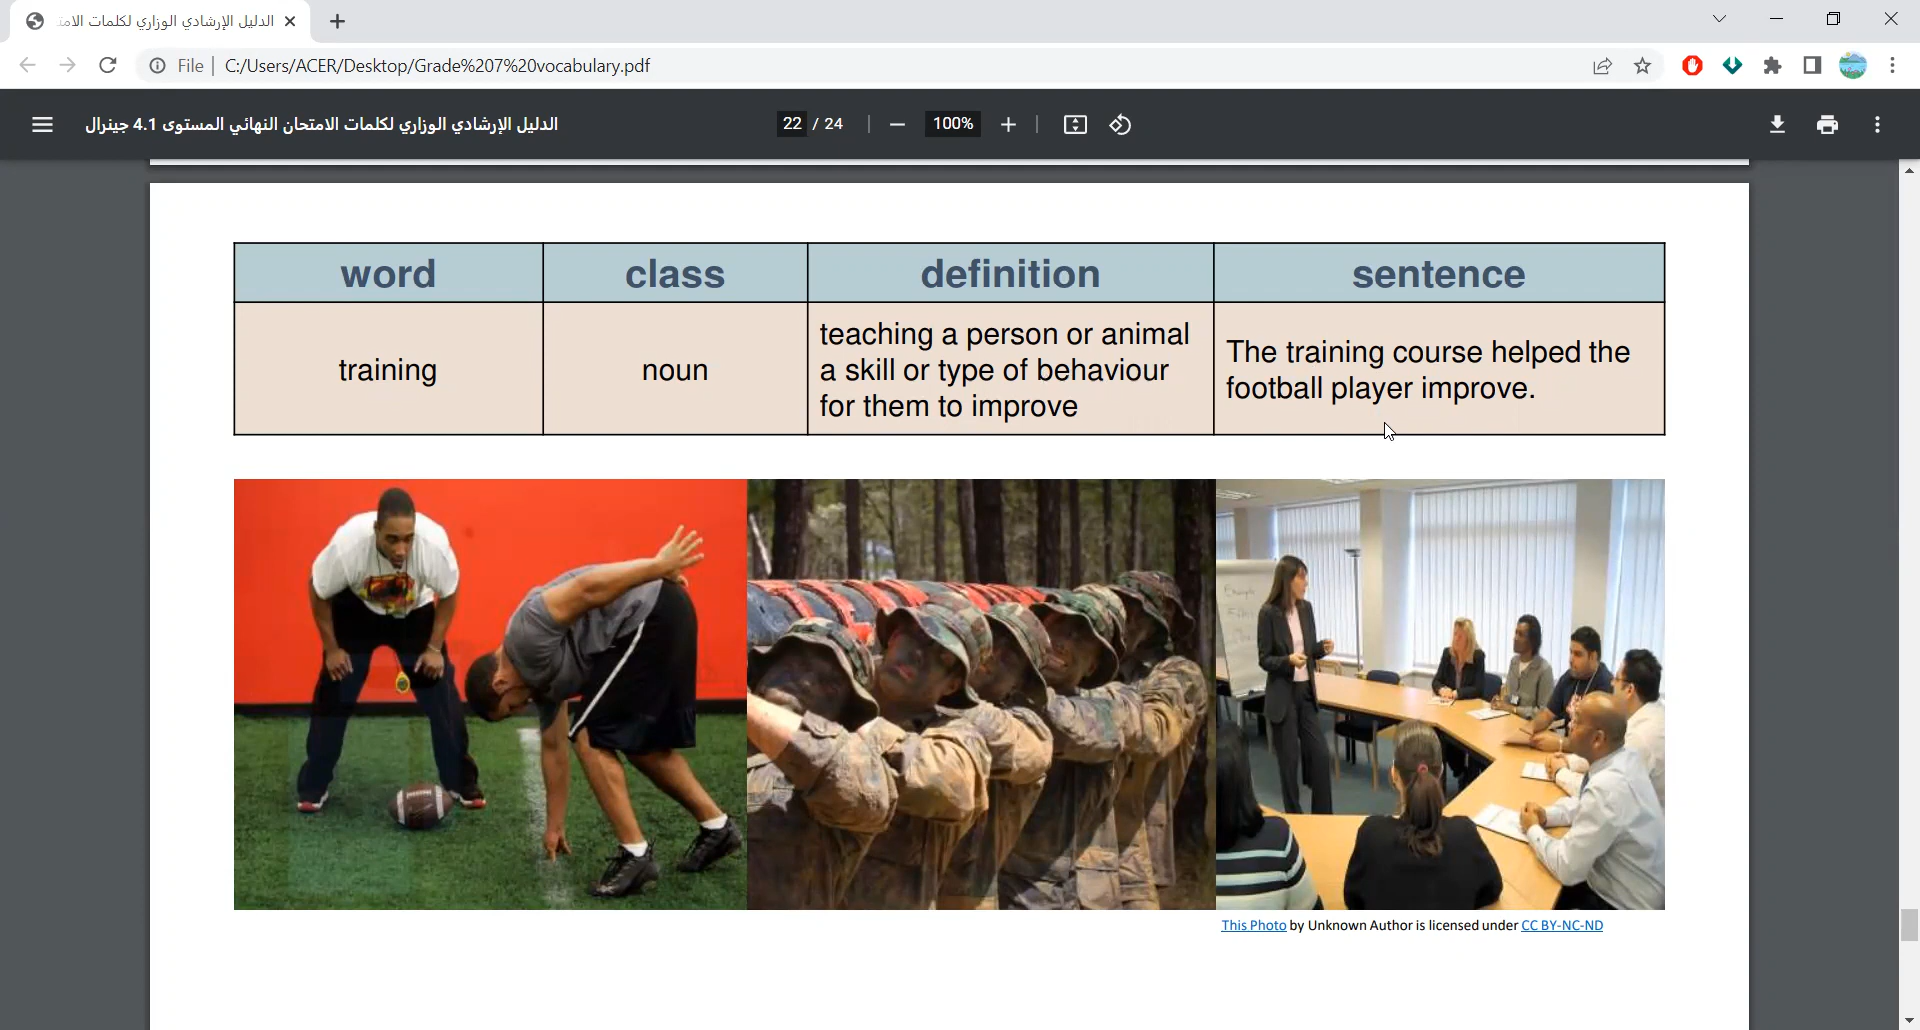 الدليل الإرشادي الوزاري لكلمات الامت
File | C:/Users/ACER/Desktop/Grade%207%20vocabulary.pdf
الدليل الإرشادي الوزاري لكلمات الامتحان النهائي المستوى 4.1 جينرال
22 / 24
100%
word class definition sentence
training
noun
teaching a person or animal
a skill or type of behaviour
for them to improve
The training course helped the
football player improve.
This Photo by Unknown Author is licensed under CC BY-NC-ND